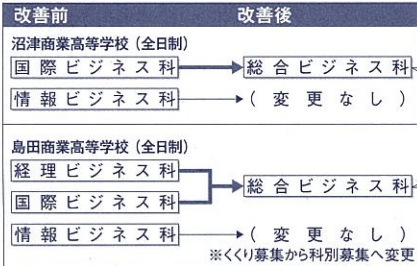 改善前 改善後
沼津商業高等学校（全日制）
国際ビジネス科 総合ビジネス科
情報ビジネス科 （変更なし）
島田商業高等学校（全日制）
経理ビジネス科
総合ビジネス科
国際ビジネス科
情報ビジネス科 （変更なし）
※くくり募集から科別募集へ変更